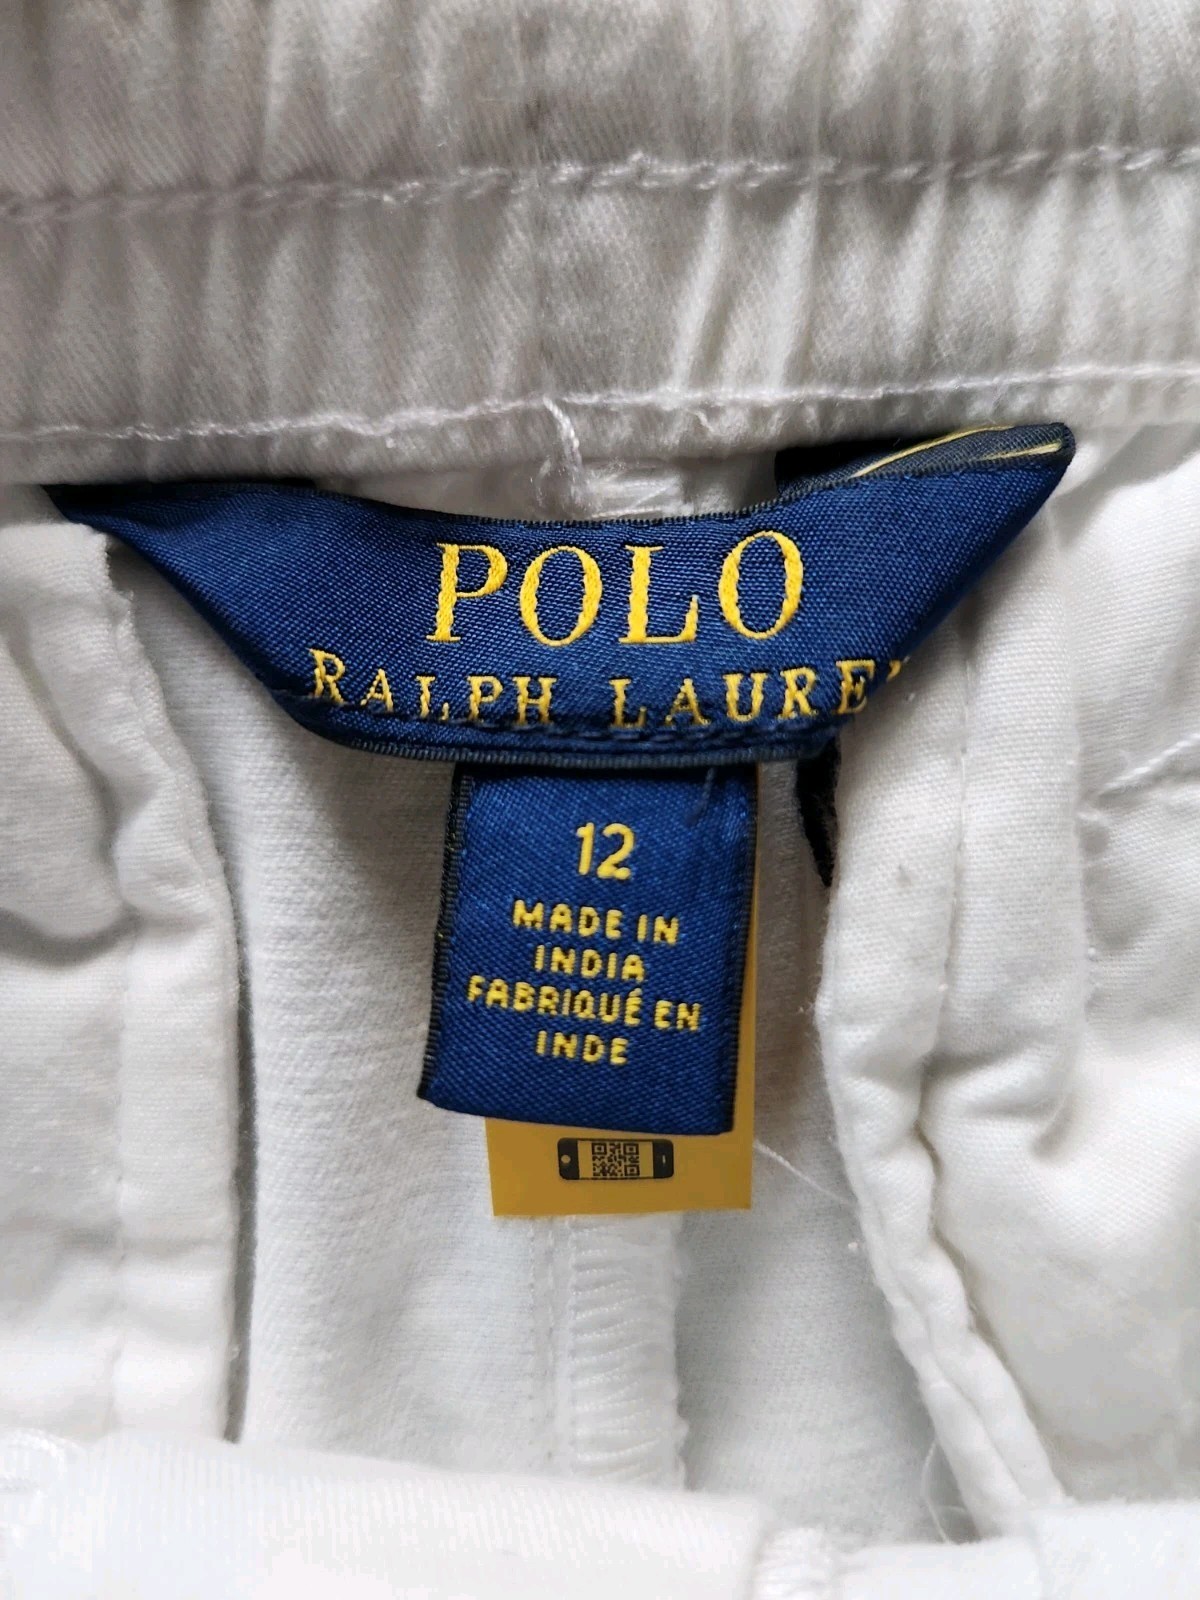 POLO
RALPH LAURE
12
MADE IN
INDIA
FABRIQUÉ EN
INDE